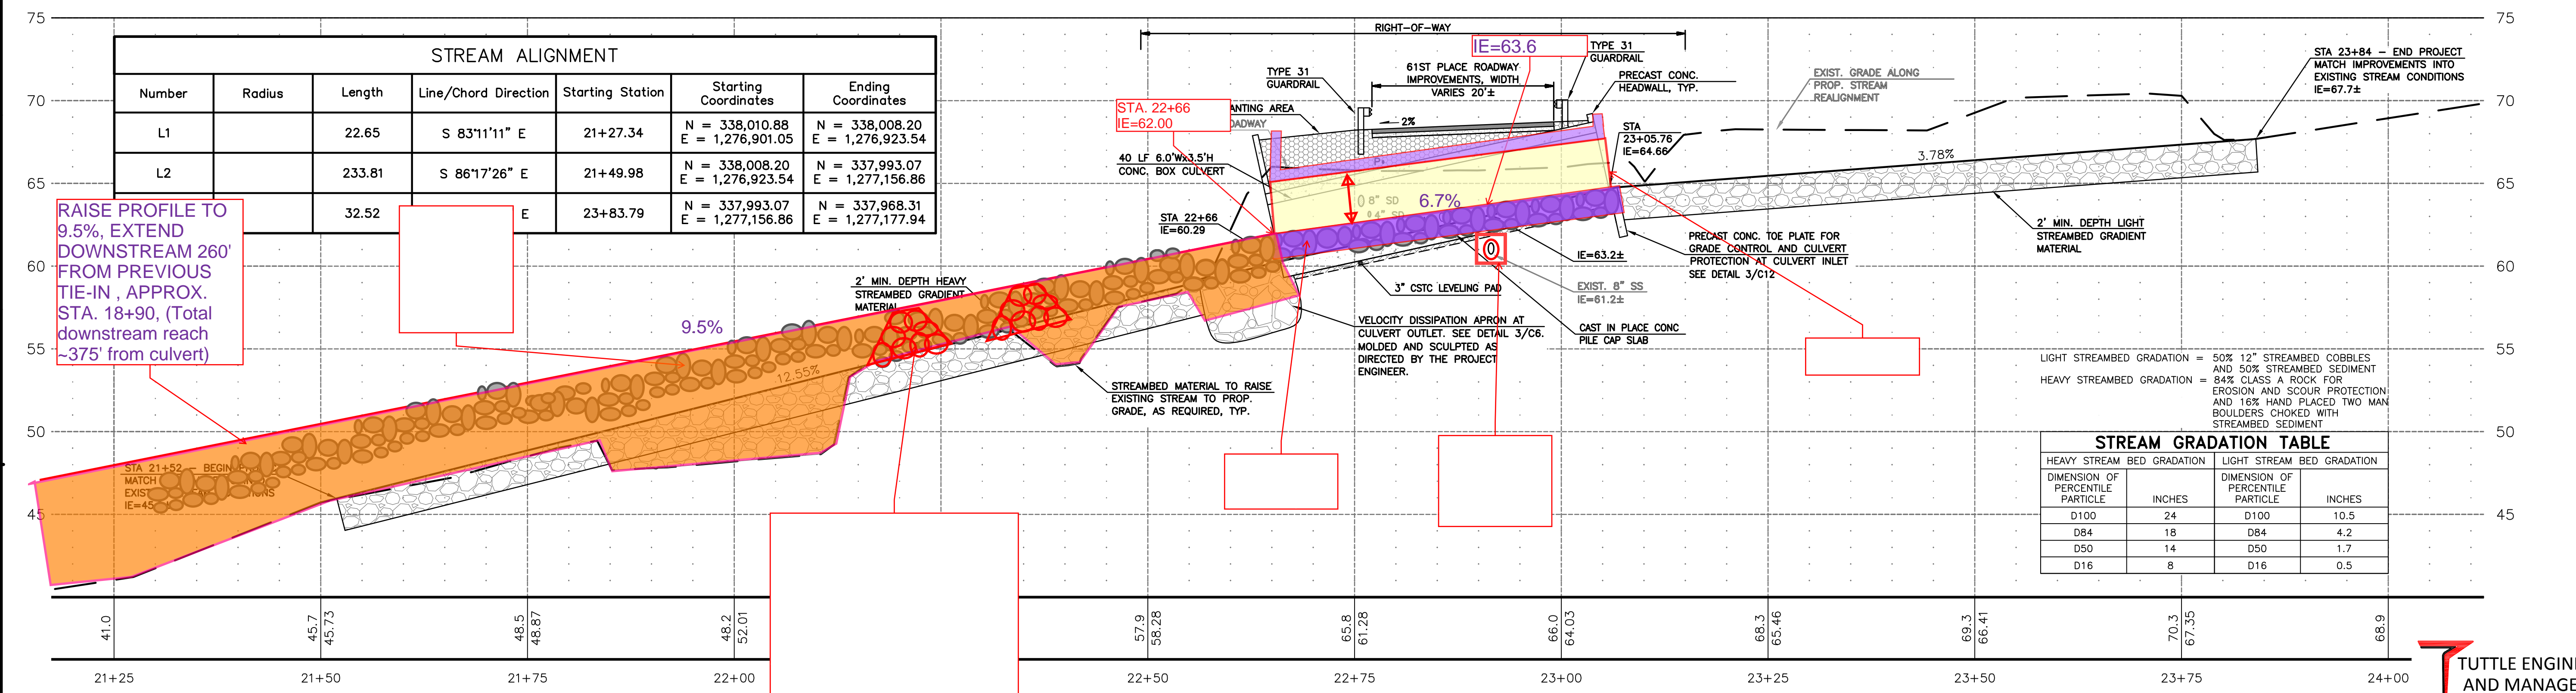 75
75
70
70
65
65
60
60
55
55
50
50
45
45
STREAM ALIGNMENT
Number Radius Length Line/Chord Direction Starting Station Starting Coordinates Ending Coordinates
L1 22.65 S 83°11'11" E 21+27.34 N = 338,010.88 E = 1,276,901.05 N = 338,008.20 E = 1,276,923.54
L2 233.81 S 86°17'26" E 21+49.98 N = 338,008.20 E = 1,276,923.54 N = 337,993.07 E = 1,277,156.86
32.52 E 23+83.79 N = 337,993.07 E = 1,277,156.86 N = 337,968.31 E = 1,277,177.94
RAISE PROFILE TO
9.5%, EXTEND
DOWNSTREAM 260'
FROM PREVIOUS
TIE-IN , APPROX.
STA. 18+90, (Total
downstream reach
~375' from culvert)
RIGHT-OF-WAY
IE=63.6
TYPE 31
GUARDRAIL
61ST PLACE ROADWAY
IMPROVEMENTS, WIDTH
VARIES 20'±
TYPE 31
GUARDRAIL
PRECAST CONC.
HEADWALL, TYP.
EXIST. GRADE ALONG
PROP. STREAM
REALIGNMENT
STA 23+84 – END PROJECT
MATCH IMPROVEMENTS INTO
EXISTING STREAM CONDITIONS
IE=67.7±
STA. 22+66
IE=62.00
ANTING AREA
ADWAY
2%
STA
23+05.76
IE=64.66
40 LF 6.0'Wx3.5'H
CONC. BOX CULVERT
3.78%
8" SD
4" SD
6.7%
STA 22+66
IE=60.29
2' MIN. DEPTH HEAVY
STREAMBED GRADIENT
MATERIAL
9.5%
12.55%
3" CSTC LEVELING PAD
IE=63.2±
EXIST. 8" SS
IE=61.2±
PRECAST CONC. TOE PLATE FOR
GRADE CONTROL AND CULVERT
PROTECTION AT CULVERT INLET
SEE DETAIL 3/C12
2' MIN. DEPTH LIGHT
STREAMBED GRADIENT
MATERIAL
VELOCITY DISSIPATION APRON AT
CULVERT OUTLET. SEE DETAIL 3/C6.
MOLDED AND SCULPTED AS
DIRECTED BY THE PROJECT
ENGINEER.
CAST IN PLACE CONC
PILE CAP SLAB
STREAMBED MATERIAL TO RAISE
EXISTING STREAM TO PROP.
GRADE, AS REQUIRED, TYP.
STA 21+52 – BEGIN
MATCH
EXIST
IE=45
LIGHT STREAMBED GRADATION = 50% 12" STREAMBED COBBLES
AND 50% STREAMBED SEDIMENT
HEAVY STREAMBED GRADATION = 84% CLASS A ROCK FOR
EROSION AND SCOUR PROTECTION
AND 16% HAND PLACED TWO MAN
BOULDERS CHOKED WITH
STREAMBED SEDIMENT
STREAM GRADATION TABLE
HEAVY STREAM BED GRADATION LIGHT STREAM BED GRADATION
DIMENSION OF PERCENTILE PARTICLE INCHES DIMENSION OF PERCENTILE PARTICLE INCHES
D100 24 D100 10.5
D84 18 D84 4.2
D50 14 D50 1.7
D16 8 D16 0.5
41.0
45.7
45.73
48.5
48.87
48.2
52.01
57.9
58.28
65.8
61.28
66.0
64.03
68.3
65.46
69.3
66.41
70.3
67.35
68.9
21+25 21+50 21+75 22+00 22+50 22+75 23+00 23+25 23+50 23+75 24+00
TUTTLE ENGIN
AND MANAGE